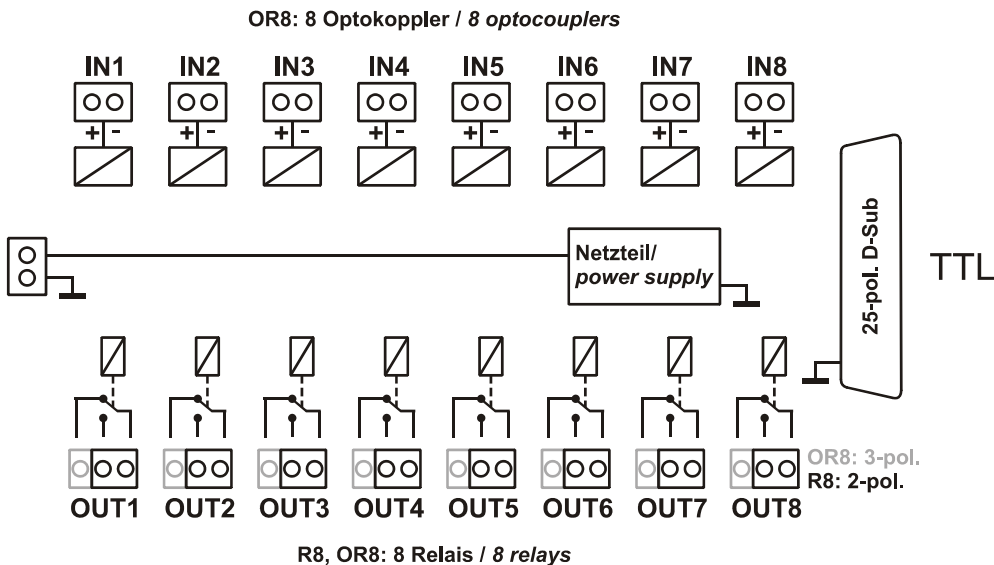 OR8: 8 Optokoppler / 8 optocouplers
IN1 IN2 IN3 IN4 IN5 IN6 IN7 IN8
+ - + - + - + - + - + - + - + -
Netzteil/
power supply
25-pol. D-Sub
TTL
OR8: 3-pol.
R8: 2-pol.
OUT1 OUT2 OUT3 OUT4 OUT5 OUT6 OUT7 OUT8
R8, OR8: 8 Relais / 8 relays